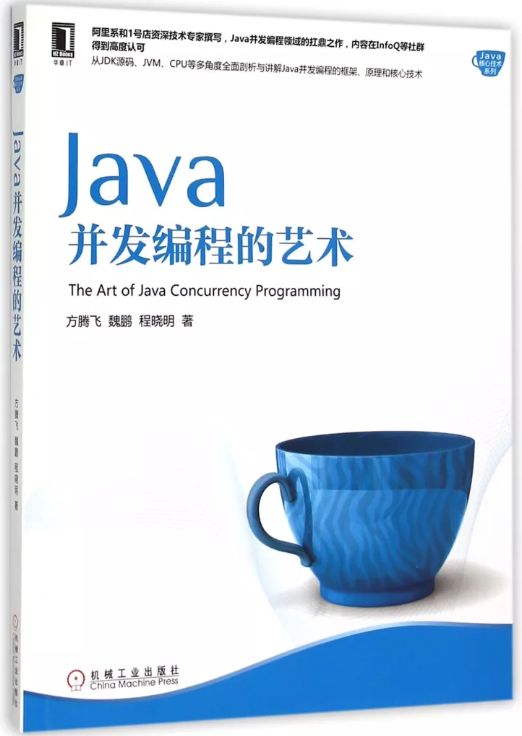 华章IT
HZ Books
阿里系和1号店资深技术专家撰写，Java并发编程领域的扛鼎之作，内容在InfoQ等社群
得到高度认可
从JDK源码、JVM、CPU等多角度全面剖析与讲解Java并发编程的框架、原理和核心技术
Java
核心技术
系列
Java
并发编程的艺术
The Art of Java Concurrency Programming
方腾飞 魏鹏 程晓明 著
机械工业出版社
China Machine Press
Java并发编程的艺术
方腾飞 魏鹏 程晓明 著
机械工业出版社